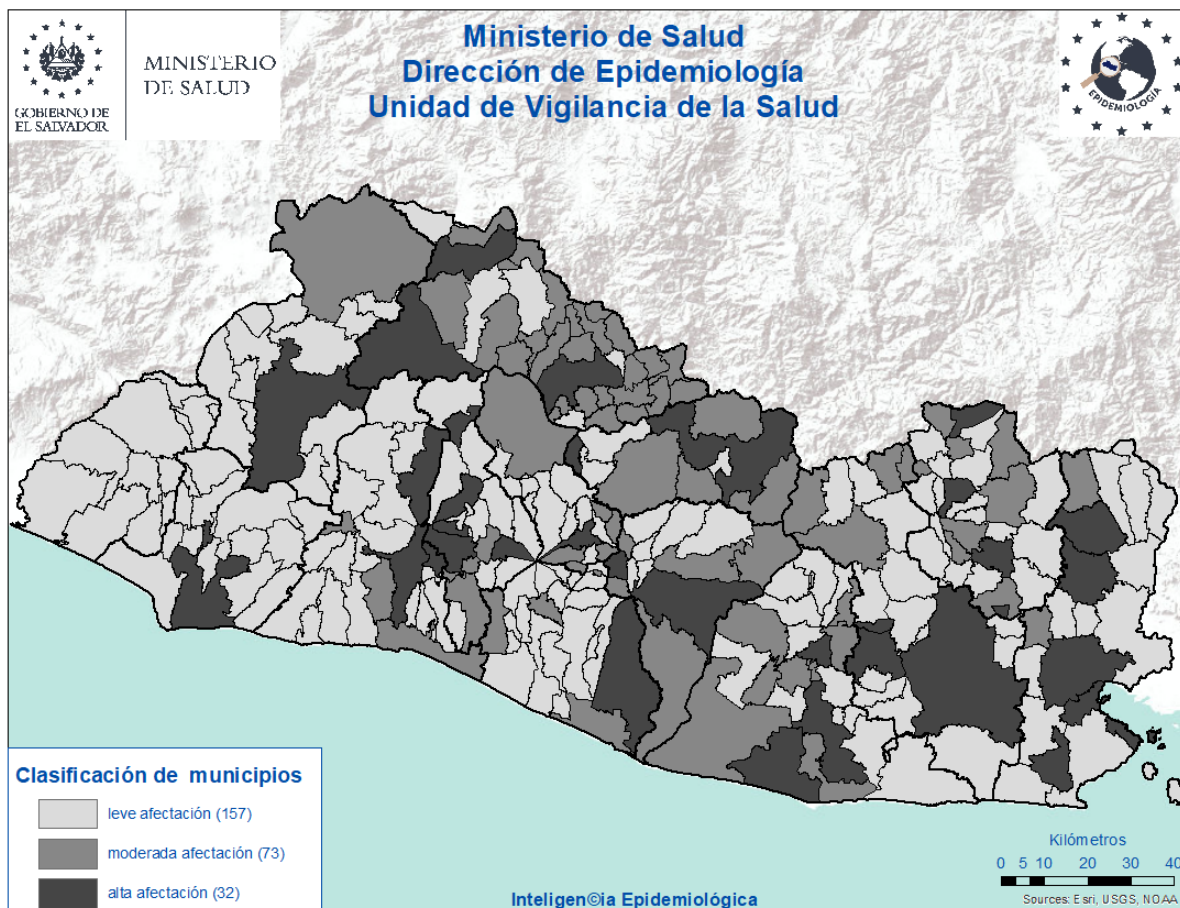 GOBIERNO DE
EL SALVADOR
MINISTERIO
DE SALUD
Ministerio de Salud
Dirección de Epidemiología
Unidad de Vigilancia de la Salud
EPIDEMIOLOGÍA
Clasificación de municipios
leve afectación (157)
moderada afectación (73)
alta afectación (32)
Inteligen©ia Epidemiológica
Kilómetros
0 5 10 20 30 40
Sources: Esri, USGS, NOAA